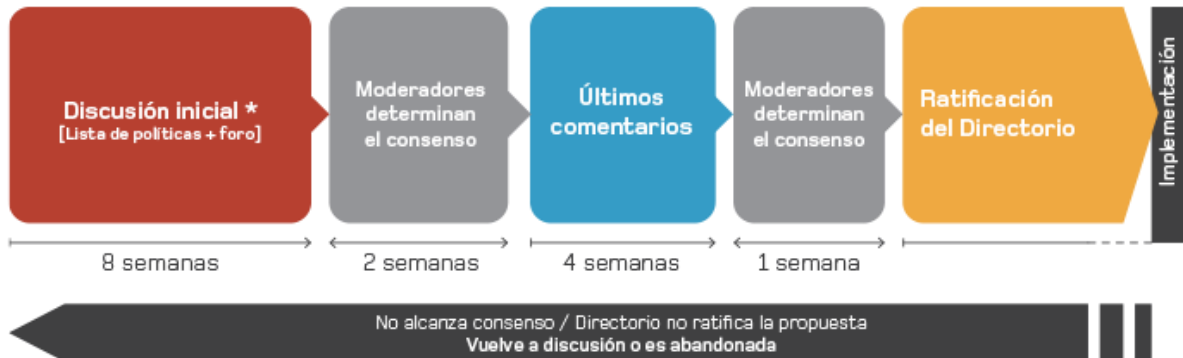 Discusión inicial *
[Lista de políticas + foro]
Moderadores
determinan
el consenso
Últimos
comentarios
Moderadores
determinan
el consenso
Ratificación
del Directorio
Implementación
8 semanas
2 semanas
4 semanas
1 semana
No alcanza consenso / Directorio no ratifica la propuesta
Vuelve a discusión o es abandonada